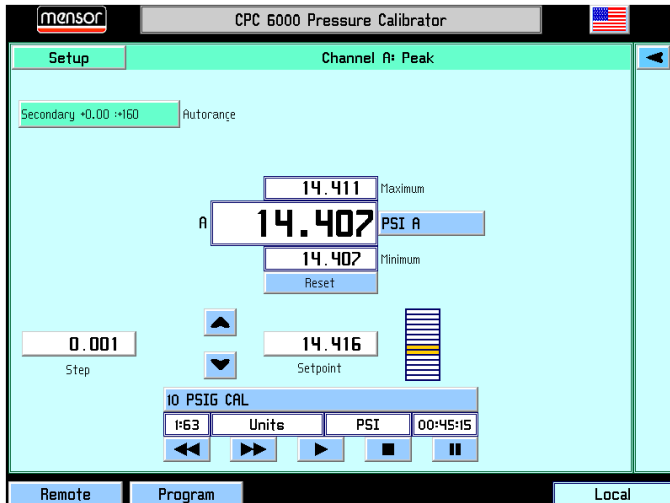 mensor
CPC 6000 Pressure Calibrator
Setup
Channel A: Peak
Secondary +0.00 :+160
Autorange
14.411
Maximum
A
14.407
PSI A
14.407
Minimum
Reset
0.001
Step
14.416
Setpoint
10 PSIG CAL
1:63
Units
PSI
00:45:15
Remote
Program
Local